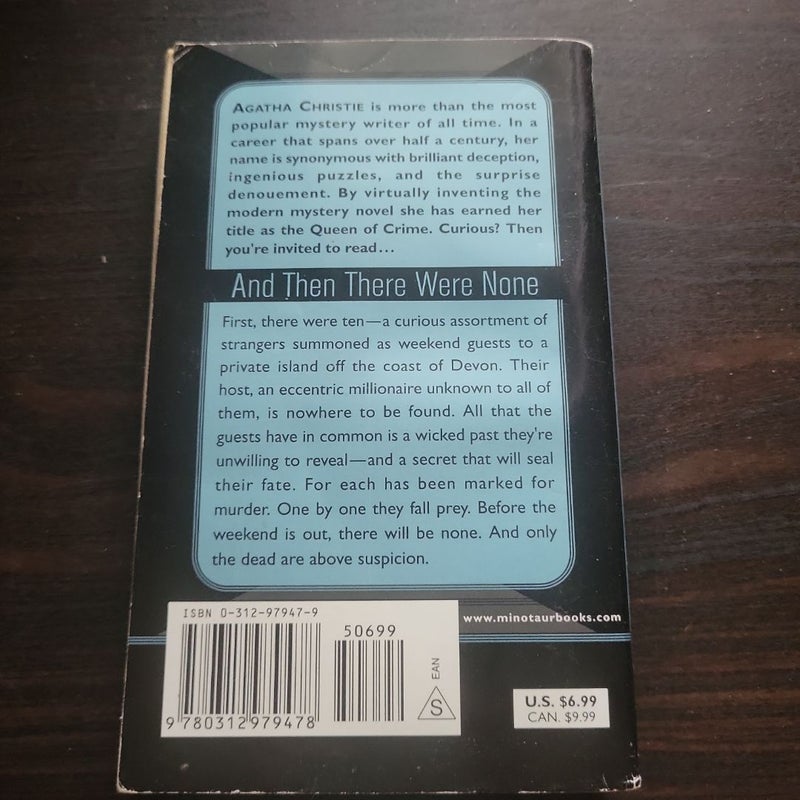 AGATHA CHRISTIE is more than the most
popular mystery writer of all time. In a
career that spans over half a century, her
name is synonymous with brilliant deception,
ingenious puzzles, and the surprise
denouement. By virtually inventing the
modern mystery novel she has earned her
title as the Queen of Crime. Curious? Then
you're invited to read...
And Then There Were None
First, there were ten—a curious assortment of
strangers summoned as weekend guests to a
private island off the coast of Devon. Their
host, an eccentric millionaire unknown to all of
them, is nowhere to be found. All that the
guests have in common is a wicked past they're
unwilling to reveal—and a secret that will seal
their fate. For each has been marked for
murder. One by one they fall prey. Before the
weekend is out, there will be none. And only
the dead are above suspicion.
ISBN 0-312-97947-9
50699
EAN
S
9 780312 979478
www.minotaurbooks.com
U.S. $6.99
CAN. $9.99